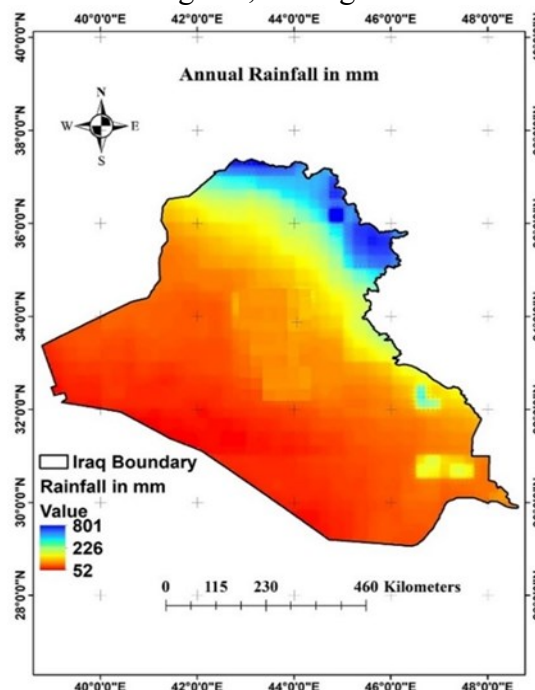 40°0'0"E 42°0'0"E 44°0'0"E 46°0'0"E 48°0'0"E
40°0'0"N
Annual Rainfall in mm
N
W E
S
38°0'0"N
36°0'0"N
34°0'0"N
32°0'0"N
Iraq Boundary
Rainfall in mm
Value
801
226
52
30°0'0"N
0 115 230 460 Kilometers
28°0'0"N
40°0'0"E 42°0'0"E 44°0'0"E 46°0'0"E 48°0'0"E